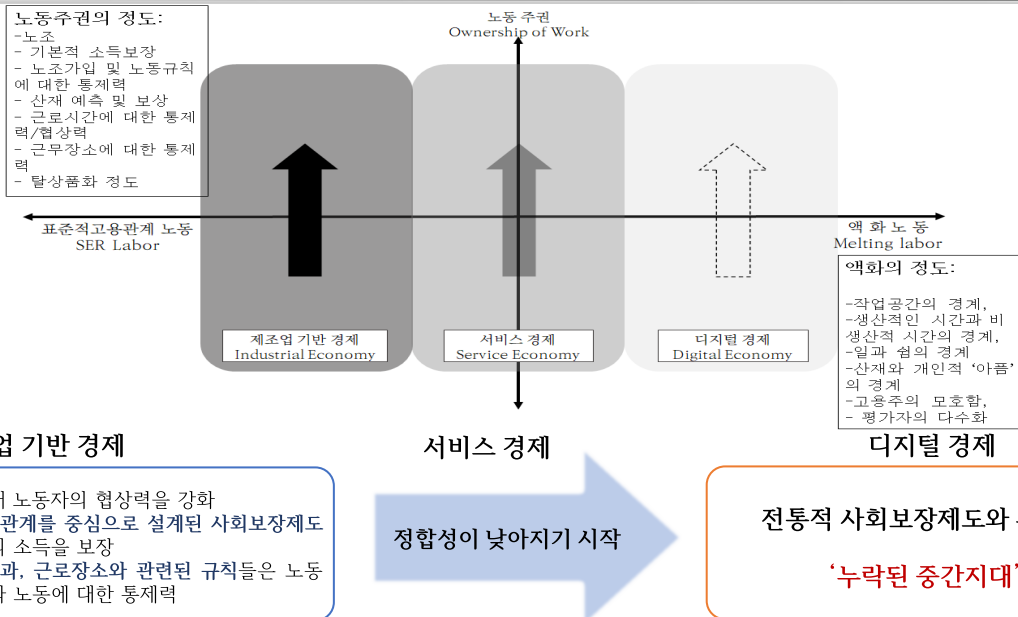 노동주권의 정도:
-노조
- 기본적 소득보장
- 노조가입 및 노동규칙
에 대한 통제력
- 산재 예측 및 보상
-근로시간에 대한 통제
력/협상력
-근무장소에 대한 통제
력
- 탈상품화 정도
노동 주권
Ownership of Work
표준적고용관계 노동
SER Labor
액 화 노 동
Melting labor
제조업 기반 경제
Industrial Economy
서비스 경제
Service Economy
디지털 경제
Digital Economy
액화의 정도:
-작업공간의 경계,
-생산적인 시간과 비
생산적 시간의 경계,
-일과 쉼의 경계
-산재와 개인적 ‘아픔’
의 경계
-고용주의 모호함,
- 평가자의 다수화
업 기반 경제
서비스 경제
디지털 경제
노동자의 협상력을 강화
관계를 중심으로 설계된 사회보장제도
소득을 보장
과, 근로장소와 관련된 규칙들은 노동
노동에 대한 통제력
정합성이 낮아지기 시작
전통적 사회보장제도와
‘누락된 중간지대’